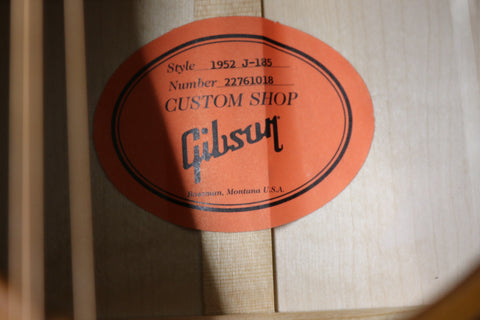 Style 1952 J-185
Number 22761018
CUSTOM SHOP
Gibson
Bozeman, Montana U.S.A.